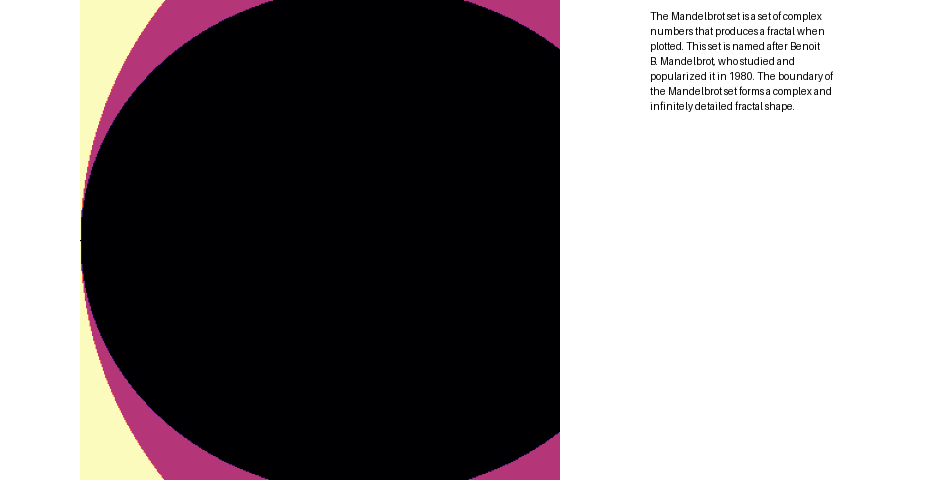 The Mandelbrot set is a set of complex
numbers that produces a fractal when
plotted. This set is named after Benoit
B. Mandelbrot, who studied and
popularized it in 1980. The boundary of
the Mandelbrot set forms a complex and
infinitely detailed fractal shape.